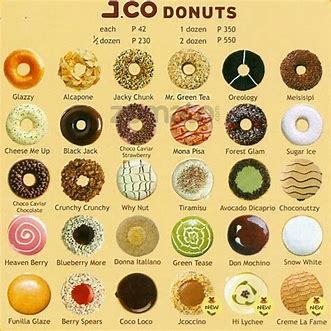 J.CO DONUTS
each P 42 1 dozen P 350
½ dozen P 230 2 dozen P 550
Glazzy Alcapone Jacky Chunk Mr. Green Tea Oreology Meisisipi
Cheese Me Up Black Jack Choco Caviar Strawberry Mona Pisa Forest Glam Sugar Ice
Choco Caviar Chocolate Crunchy Crunchy Why Nut Tiramisu Avocado Dicaprio Choconuttzy
Heaven Berry Blueberry More Donna Italiano Green Tease Don Mochino Snow White
NEW NEW
Funilla Glaze Berry Spears Coco Loco Jcoccino Hi Lychee Creme La Fame